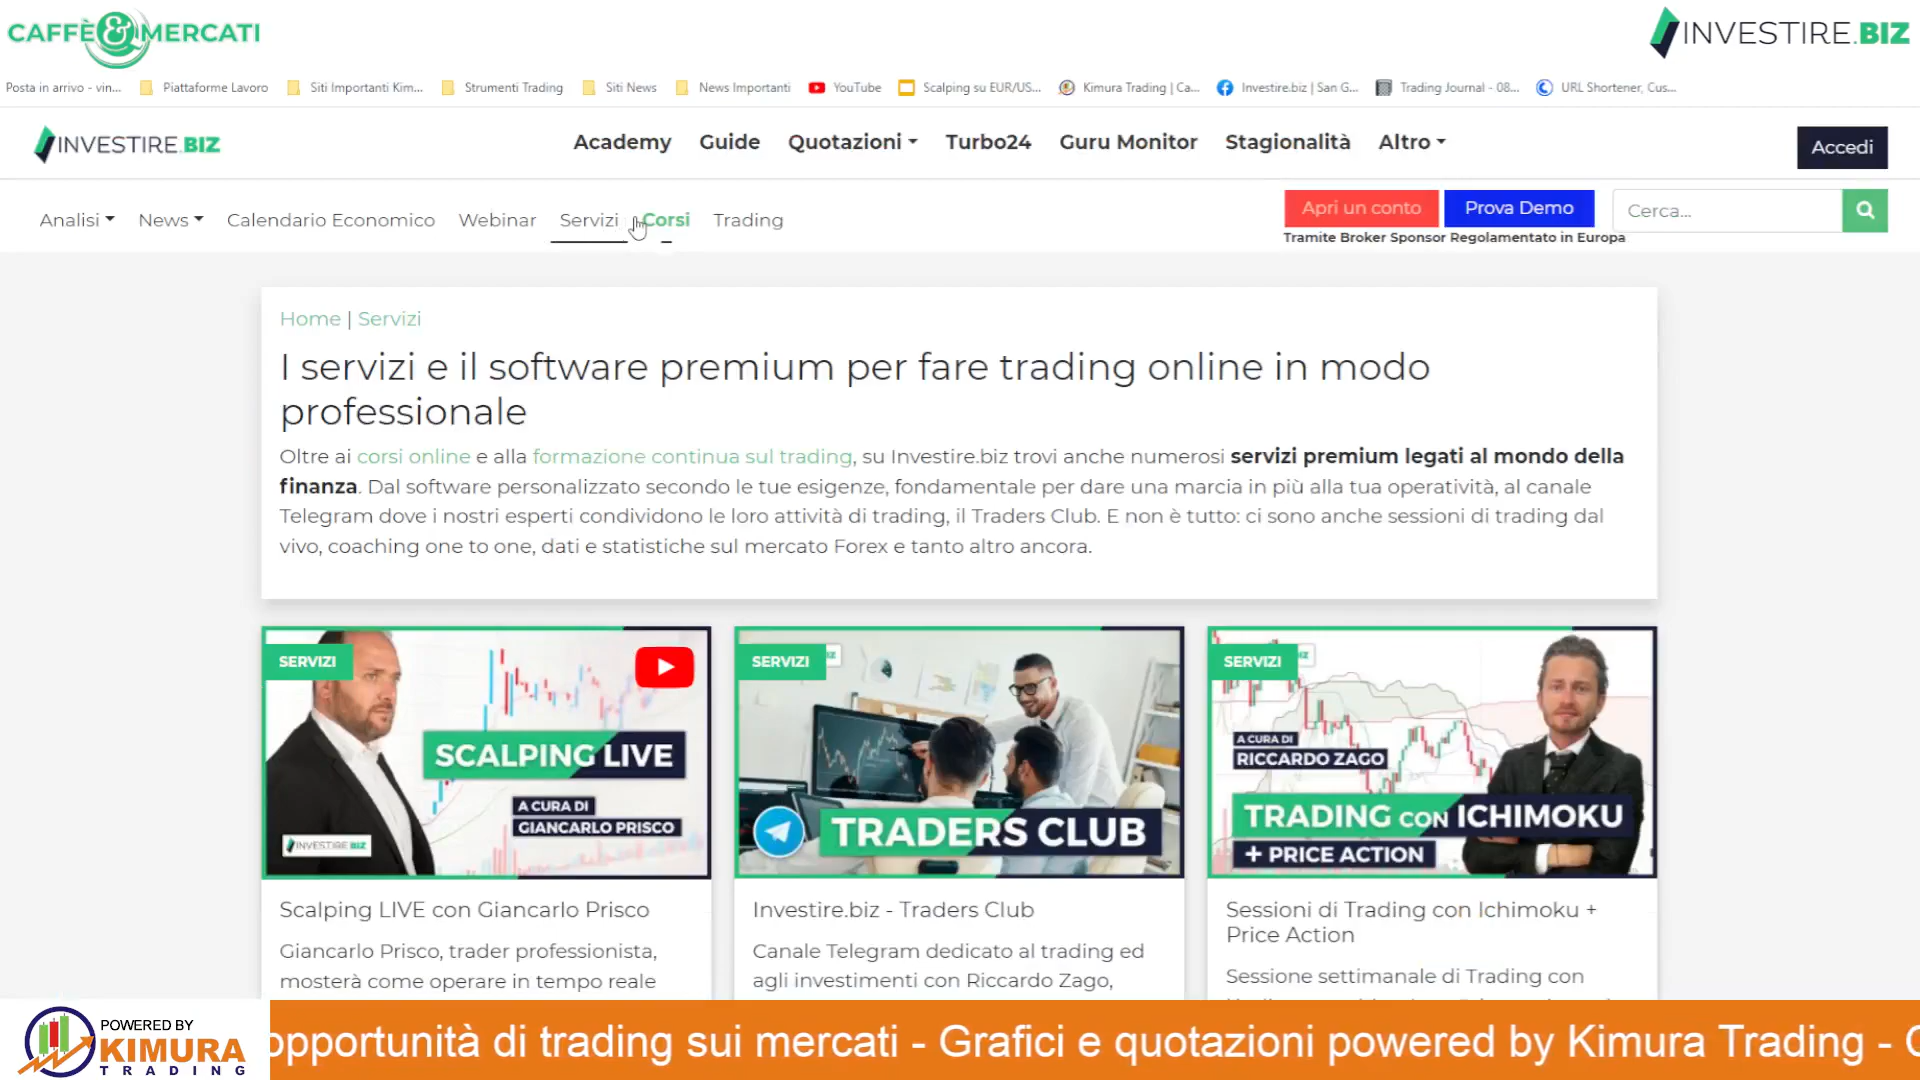 CAFFÈ & MERCATI
INVESTIRE.BIZ
Posta in arrivo - vin...
Piattaforme Lavoro
Siti Importanti Kim...
Strumenti Trading
Siti News
News Importanti
YouTube
Scalping su EUR/US...
Kimura Trading | Ca...
Investire.biz | San G...
Trading Journal - 08...
URL Shortener, Cus...
INVESTIRE.BIZ
Academy
Guide
Quotazioni
Turbo24
Guru Monitor
Stagionalità
Altro
Accedi
Analisi
News
Calendario Economico
Webinar
Servizi
Corsi
Trading
Apri un conto
Prova Demo
Cerca...
Tramite Broker Sponsor Regolamentato in Europa
Home | Servizi
I servizi e il software premium per fare trading online in modo
professionale
Oltre ai corsi online e alla formazione continua sul trading, su Investire.biz trovi anche numerosi servizi premium legati al mondo della
finanza. Dal software personalizzato secondo le tue esigenze, fondamentale per dare una marcia in più alla tua operatività, al canale
Telegram dove i nostri esperti condividono le loro attività di trading, il Traders Club. E non è tutto: ci sono anche sessioni di trading dal
vivo, coaching one to one, dati e statistiche sul mercato Forex e tanto altro ancora.
SERVIZI
SCALPING LIVE
A CURA DI
GIANCARLO PRISCO
INVESTIRE.BIZ
Scalping LIVE con Giancarlo Prisco
Giancarlo Prisco, trader professionista,
mosterà come operare in tempo reale
SERVIZI
TRADERS CLUB
Investire.biz - Traders Club
Canale Telegram dedicato al trading ed
agli investimenti con Riccardo Zago,
SERVIZI
A CURA DI
RICCARDO ZAGO
TRADING CON ICHIMOKU
+ PRICE ACTION
Sessioni di Trading con Ichimoku +
Price Action
Sessione settimanale di Trading con
POWERED BY
KIMURA
TRADING
opportunità di trading sui mercati - Grafici e quotazioni powered by Kimura Trading -